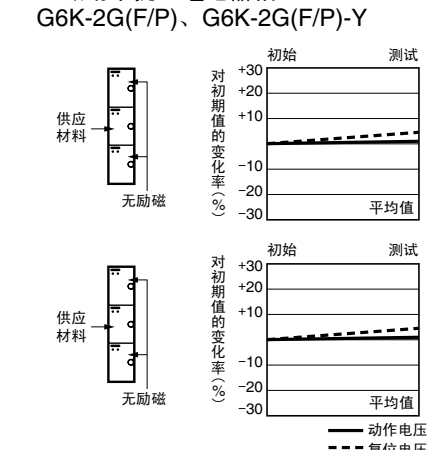 G6K-2G(F/P)、G6K-2G(F/P)-Y
初始 测试
对初期值的变化率(%)
+30
+20
+10
-10
-20
-30
平均值
供应
材料
无励磁
初始 测试
对初期值的变化率(%)
+30
+20
+10
-10
-20
-30
平均值
供应
材料
无励磁
动作电压
复位电压